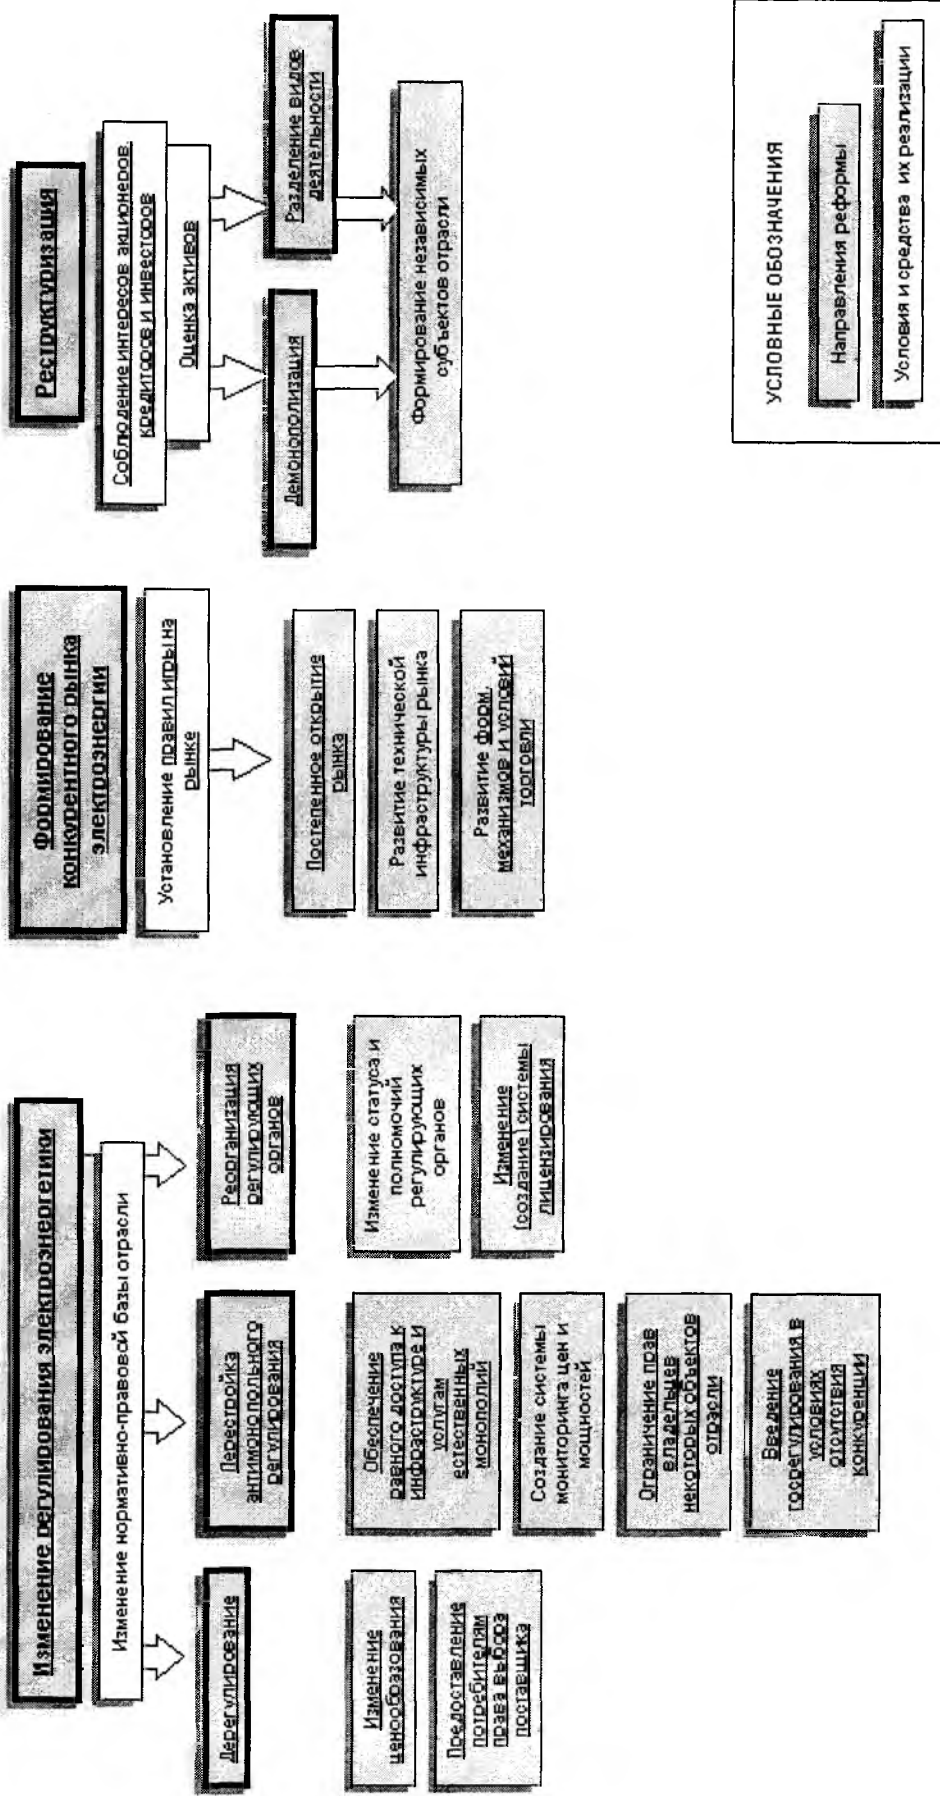 Изменение регулирования электроэнергетики
Изменение нормативно-правовой базы отрасли
Дерегулирование
Изменение
ценообразования
Предоставление
потребителям
права выбора
поставщика
Перестройка
антимонопольного
регулирования
Обеспечение
равного доступа к
инфраструктуре и
услугам
естественных
монополий
Создание системы
мониторинга цен и
мощностей
Ограничение прав
владельцев
некоторых объектов
отрасли
Введение
госрегулирования в
условиях
отсутствия
конкуренции
Реорганизация
регулирующих
органов
Изменение статуса и
полномочий
регулирующих
органов
Изменение
(создание) системы
лицензирования
Формирование
конкурентного рынка
электроэнергии
Установление правил игры на
рынке
Постепенное открытие
рынка
Развитие технической
инфраструктуры рынка
Развитие форм,
механизмов и условий
торговли
Реструктуризация
Соблюдение интересов акционеров,
кредиторов и инвесторов
Оценка активов
Демонополизация
Разделение видов
деятельности
Формирование независимых
субъектов отрасли
УСЛОВНЫЕ ОБОЗНАЧЕНИЯ
Направления реформы
Условия и средства их реализации